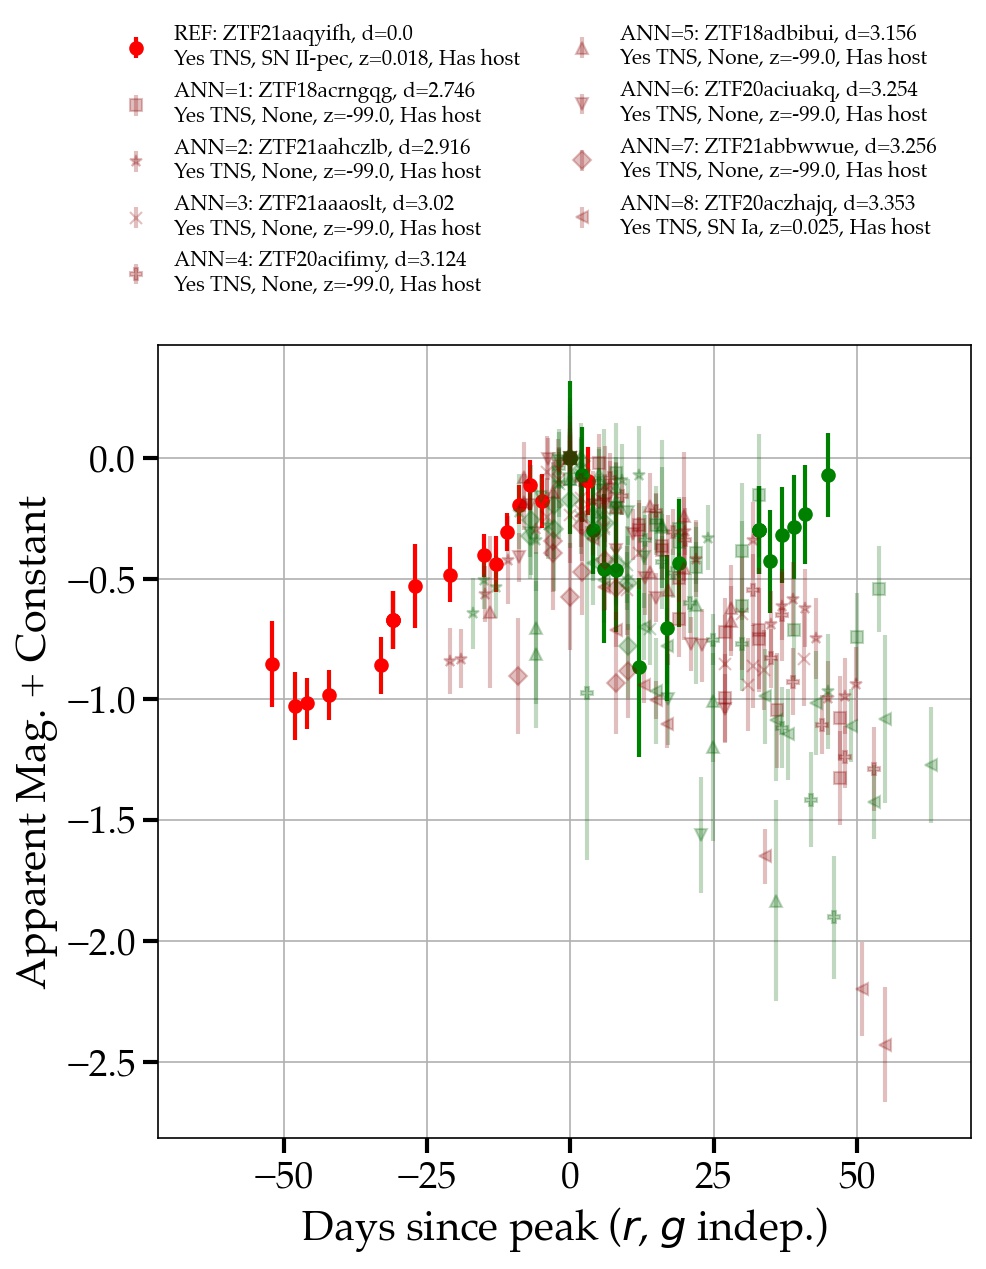 REF: ZTF21aaqyifh, d=0.0
Yes TNS, SN II-pec, z=0.018, Has host
ANN=1: ZTF18acrngqg, d=2.746
Yes TNS, None, z=-99.0, Has host
ANN=2: ZTF21aahczlb, d=2.916
Yes TNS, None, z=-99.0, Has host
ANN=3: ZTF21aaaoslt, d=3.02
Yes TNS, None, z=-99.0, Has host
ANN=4: ZTF20acifimy, d=3.124
Yes TNS, None, z=-99.0, Has host
ANN=5: ZTF18adbibui, d=3.156
Yes TNS, None, z=-99.0, Has host
ANN=6: ZTF20aciuakq, d=3.254
Yes TNS, None, z=-99.0, Has host
ANN=7: ZTF21abbwwue, d=3.256
Yes TNS, None, z=-99.0, Has host
ANN=8: ZTF20aczhajq, d=3.353
Yes TNS, SN Ia, z=0.025, Has host
Apparent Mag. + Constant
0.0
−0.5
−1.0
−1.5
−2.0
−2.5
−50
−25
0
25
50
Days since peak (r, g indep.)